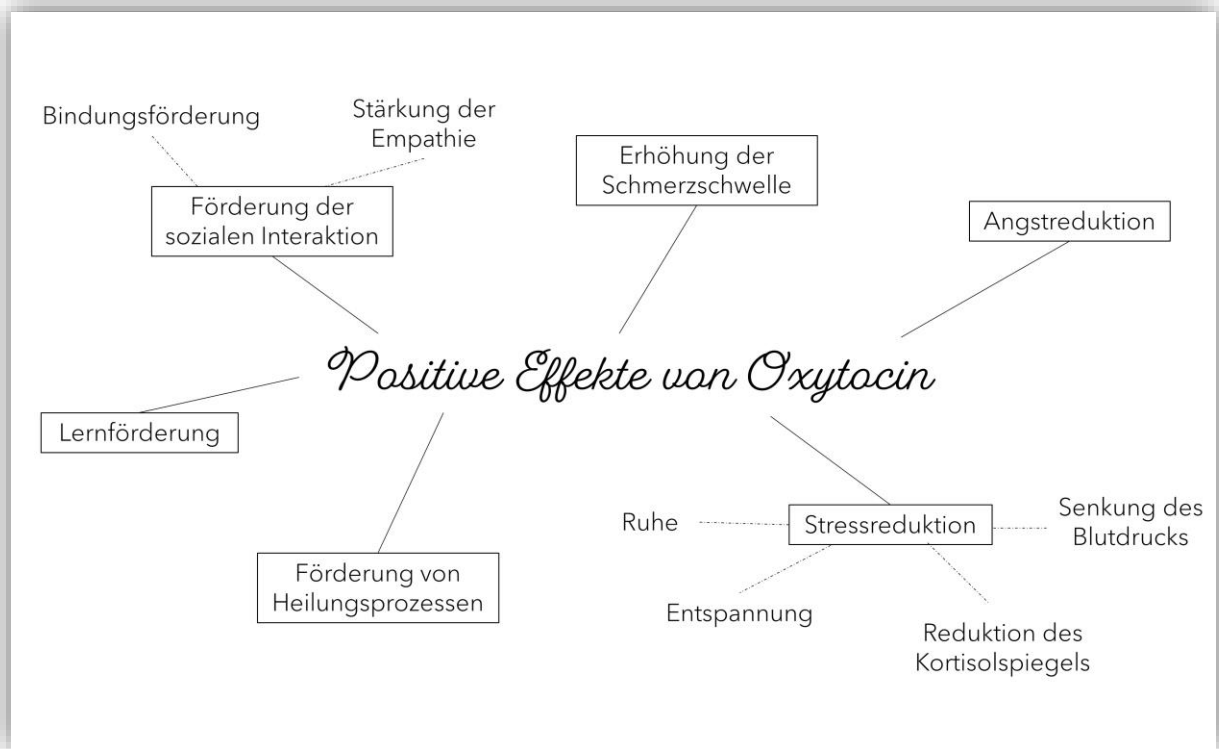 Bindungsförderung
Stärkung der
Empathie
Förderung der
sozialen Interaktion
Erhöhung der
Schmerzschwelle
Angstreduktion
Positive Effekte von Oxytocin
Lernförderung
Förderung von
Heilungsprozessen
Ruhe
Stressreduktion
Senkung des
Blutdrucks
Entspannung
Reduktion des
Kortisolspiegels